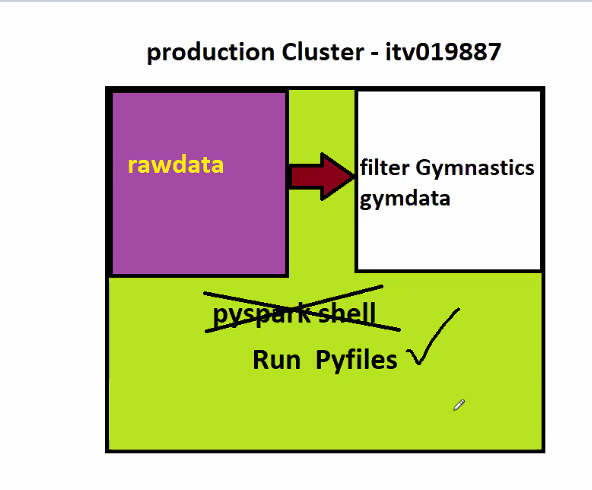 production Cluster - itv019887
rawdata
filter Gymnastics
gymdata
pyspark shell
Run Pyfiles